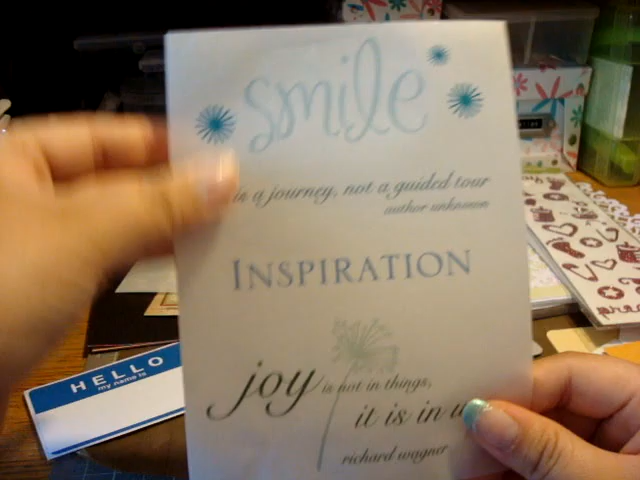 smile
is a journey, not a guided tour
author unknown
INSPIRATION
joy is not in things,
it is in
richard wagner
HELLO
my name is